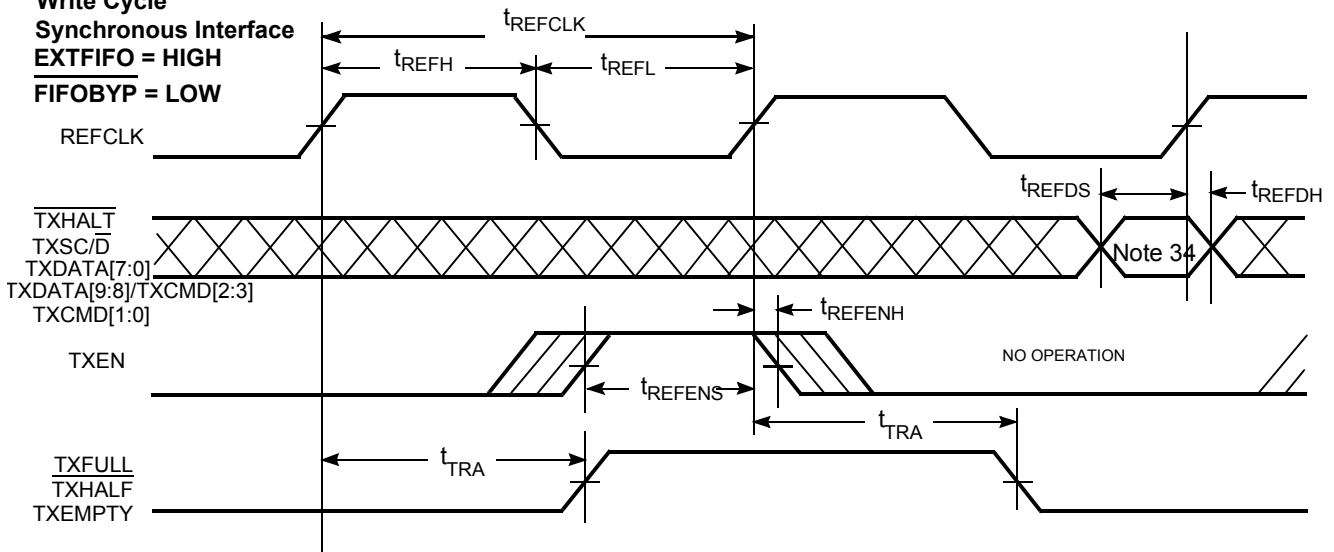 Write Cycle
Synchronous Interface
EXTFIFO = HIGH
FIFOBYP = LOW
tREFCLK
tREFH
tREFL
REFCLK
tREFDS
tREFDH
TXHALT
TXSC/D
TXDATA[7:0]
TXDATA[9:8]/TXCMD[2:3]
TXCMD[1:0]
Note 34
tREFENH
TXEN
NO OPERATION
tREFENS
tTRA
tTRA
TXFULL
TXHALF
TXEMPTY